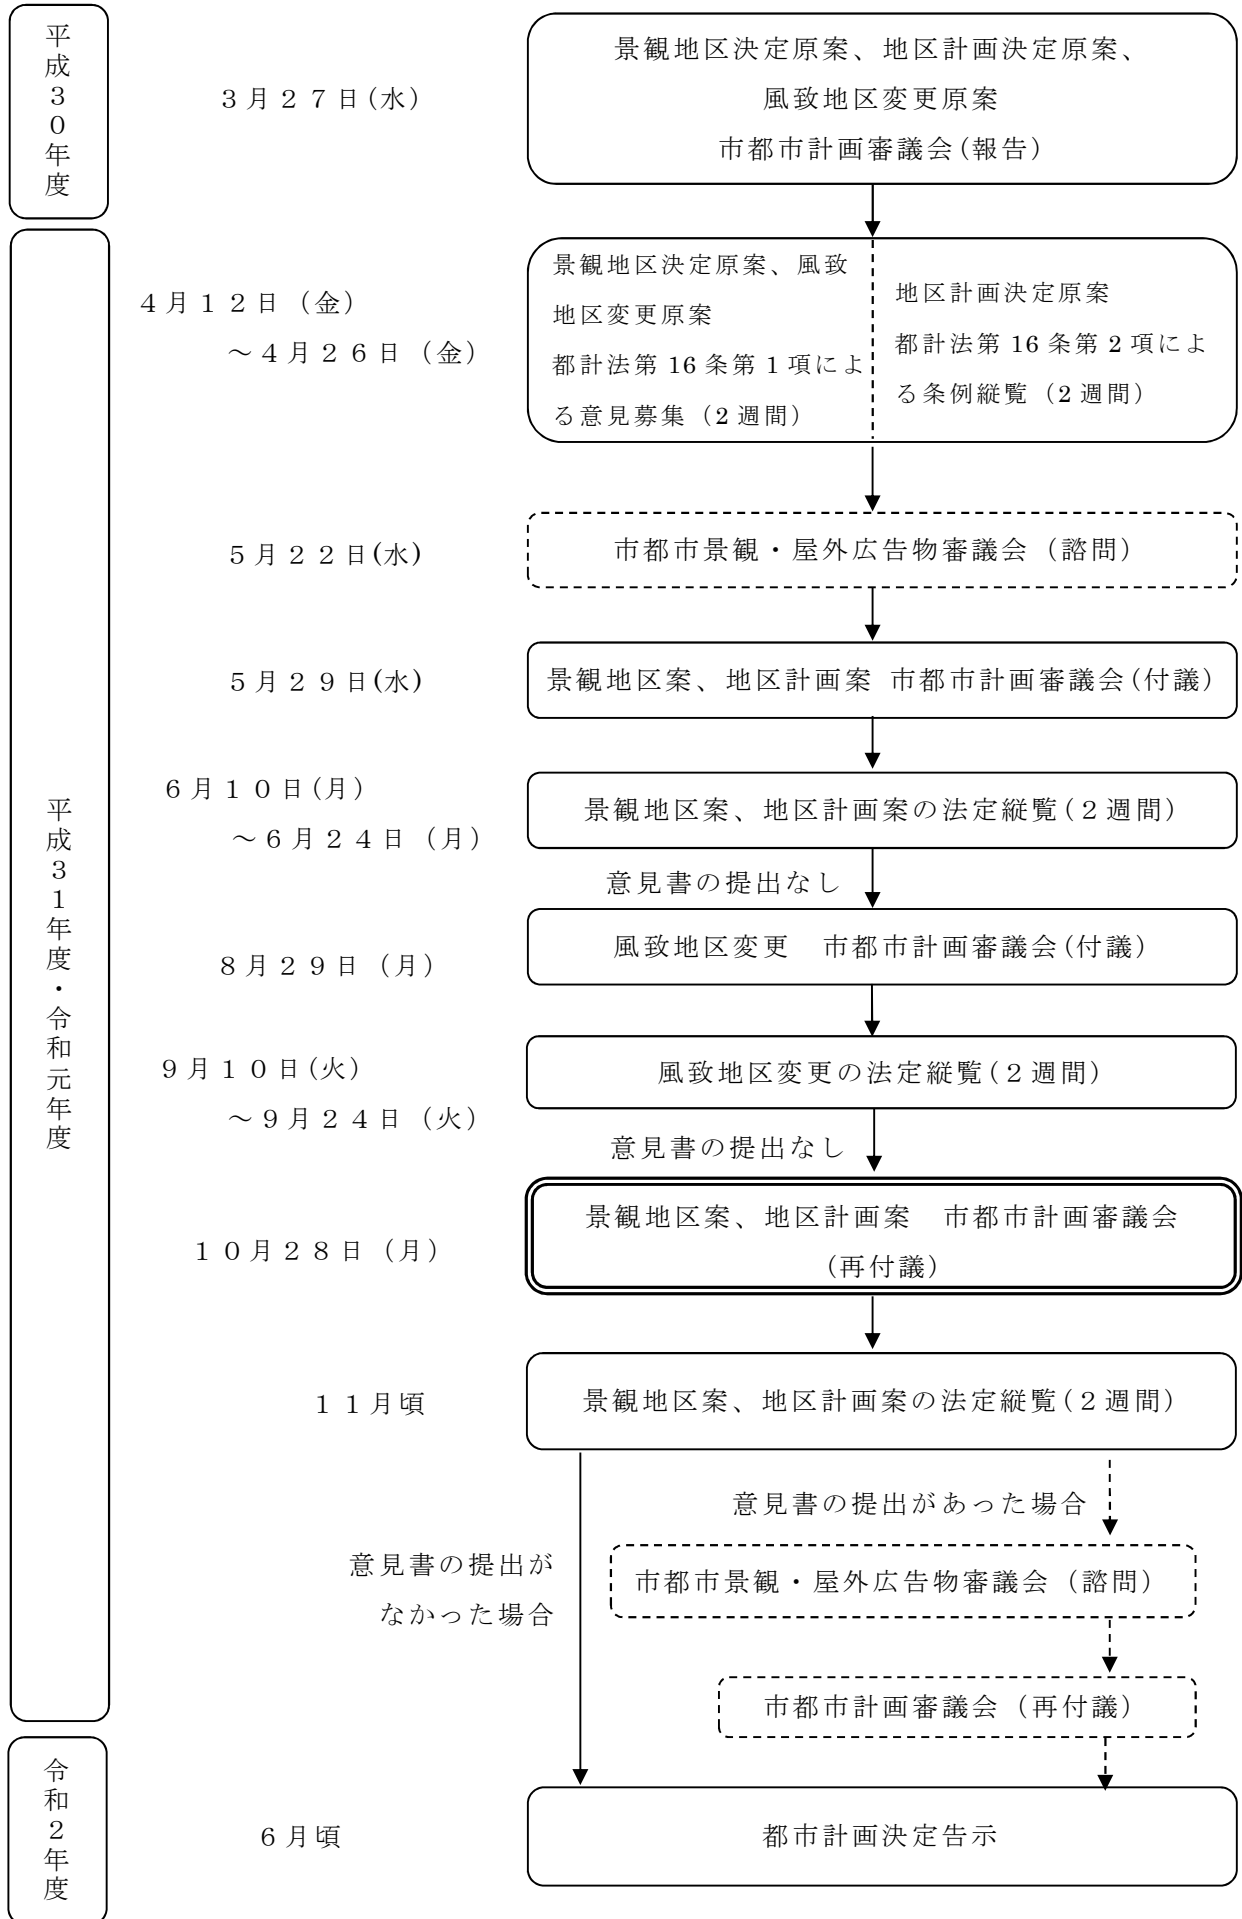 平成３０年度
３月２７日(水)
景観地区決定原案、地区計画決定原案、
風致地区変更原案
市都市計画審議会(報告)
平成３１年度・令和元年度
４月１２日（金）
～４月２６日（金）
景観地区決定原案、風致
地区変更原案
都計法第 16 条第 1 項によ
る意見募集（2 週間）
地区計画決定原案
都計法第 16 条第 2 項によ
る条例縦覧（2 週間）
５月２２日(水)
市都市景観・屋外広告物審議会（諮問）
５月２９日(水)
景観地区案、地区計画案 市都市計画審議会(付議)
６月１０日(月)
～６月２４日（月）
景観地区案、地区計画案の法定縦覧(２週間)
意見書の提出なし
８月２９日（月）
風致地区変更　市都市計画審議会(付議)
９月１０日(火)
～９月２４日（火）
風致地区変更の法定縦覧(２週間)
意見書の提出なし
１０月２８日（月）
景観地区案、地区計画案　市都市計画審議会
(再付議)
１１月頃
景観地区案、地区計画案の法定縦覧(２週間)
意見書の提出があった場合
意見書の提出が
なかった場合
市都市景観・屋外広告物審議会（諮問）
市都市計画審議会（再付議）
令和２年度
６月頃
都市計画決定告示